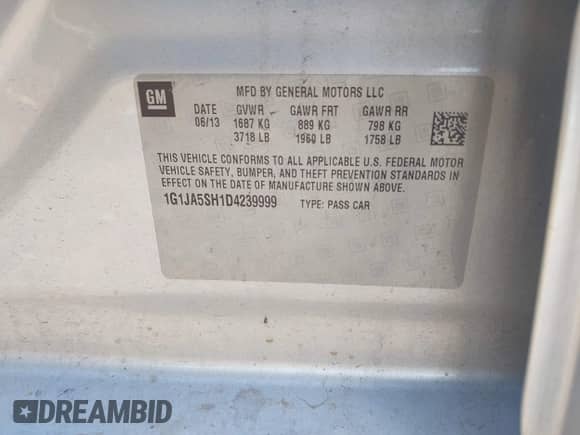 GM
MFD BY GENERAL MOTORS LLC
DATE GVWR GAWR FRT GAWR RR
06/13 1687 KG 889 KG 798 KG
3718 LB 1960 LB 1758 LB
THIS VEHICLE CONFORMS TO ALL APPLICABLE U.S. FEDERAL MOTOR
VEHICLE SAFETY, BUMPER, AND THEFT PREVENTION STANDARDS IN
EFFECT ON THE DATE OF MANUFACTURE SHOWN ABOVE.
1G1JA5SH1D4239999 TYPE: PASS CAR
DREAMBID